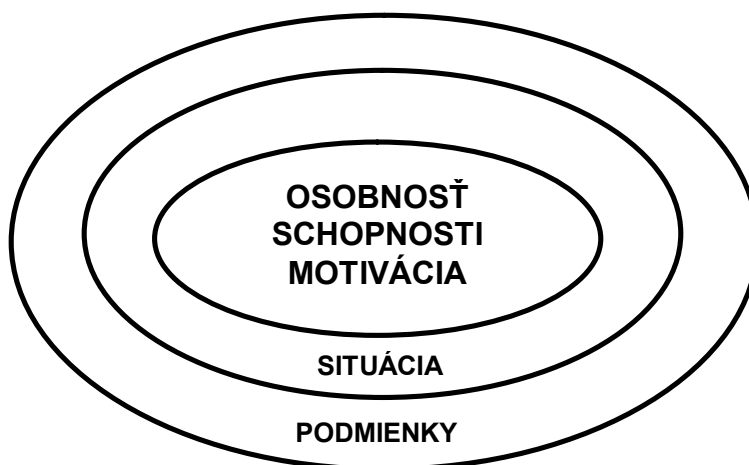 OSOBNOSŤ
SCHOPNOSTI
MOTIVÁCIA
SITUÁCIA
PODMIENKY